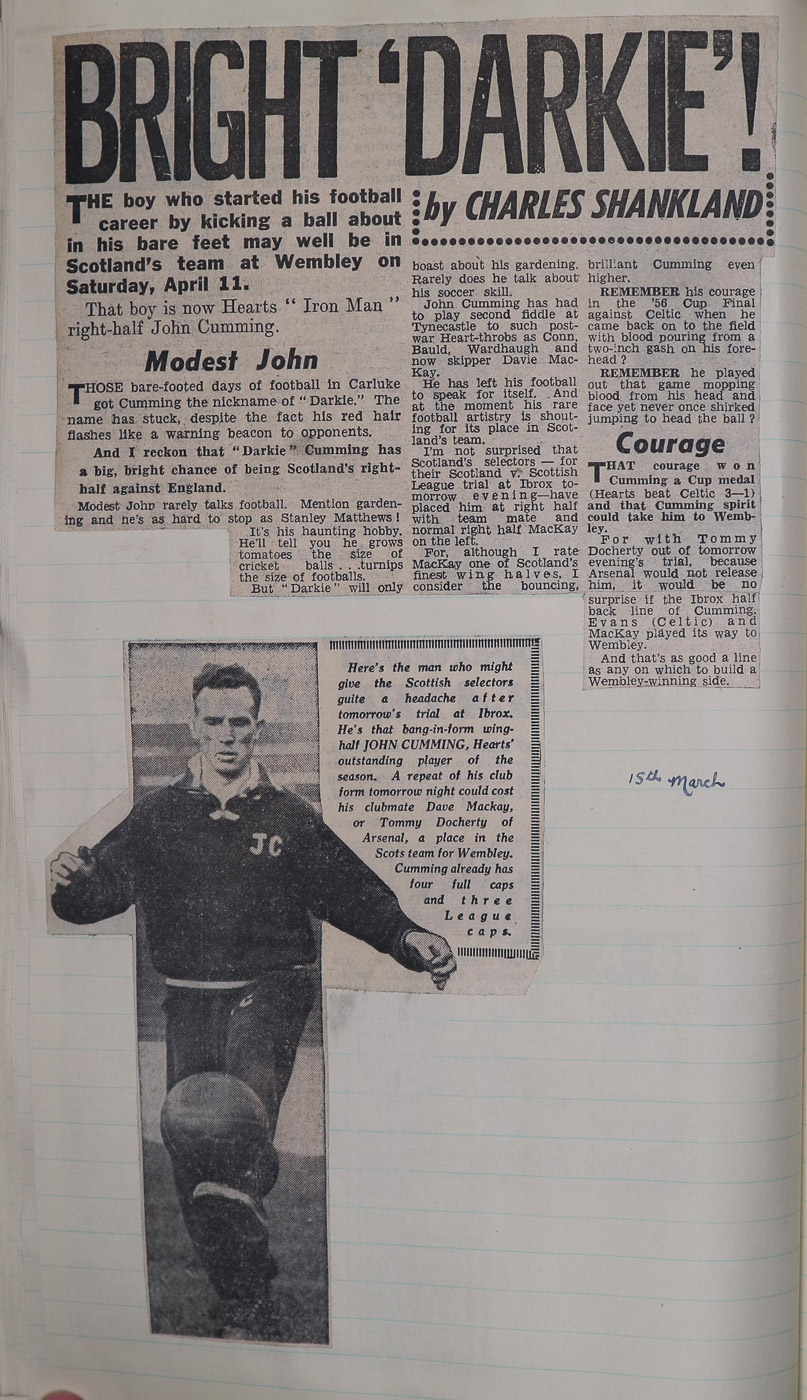 BRIGHT 'DARKIE'!
by CHARLES SHANKLAND
THE boy who started his football
career by kicking a ball about
in his bare feet may well be in
Scotland's team at Wembley on
Saturday, April 11.
That boy is now Hearts "Iron Man"
right-half John Cumming.
Modest John
THOSE bare-footed days of football in Carluke
got Cumming the nickname of "Darkie." The
name has stuck, despite the fact his red hair
flashes like a warning beacon to opponents.
And I reckon that "Darkie" Cumming has
a big, bright chance of being Scotland's right-
half against England.
Modest John rarely talks football. Mention garden-
ing and he's as hard to stop as Stanley Matthews!
It's his haunting hobby.
He'll tell you he grows
tomatoes the size of
cricket balls . . .turnips
the size of footballs.
But "Darkie" will only
boast about his gardening.
Rarely does he talk about
his soccer skill.
John Cumming has had
to play second fiddle at
Tynecastle to such post-
war Heart-throbs as Conn,
Bauld, Wardhaugh and
now skipper Davie Mac-
Kay.
He has left his football
to speak for itself. And
at the moment his rare
football artistry is shout-
ing for its place in Scot-
land's team.
I'm not surprised that
Scotland's selectors — for
their Scotland v. Scottish
League trial at Ibrox to-
morrow evening—have
placed him at right half
with team mate and
normal right half MacKay
on the left.
For, although I rate
MacKay one of Scotland's
finest wing halves, I
consider the bouncing,
brilliant Cumming even
higher.
REMEMBER his courage
in the '56 Cup Final
against Celtic when he
came back on to the field
with blood pouring from a
two-inch gash on his fore-
head?
REMEMBER he played
out that game mopping
blood from his head and
face yet never once shirked
jumping to head the ball?
Courage
THAT courage won
Cumming a Cup medal
(Hearts beat Celtic 3—1)
and that Cumming spirit
could take him to Wemb-
ley.
For with Tommy
Docherty out of tomorrow
evening's trial, because
Arsenal would not release
him, it would be no
surprise if the Ibrox half
back line of Cumming,
Evans (Celtic) and
MacKay played its way to
Wembley.
And that's as good a line
as any on which to build a
Wembley-winning side.
Here's the man who might
give the Scottish selectors
quite a headache after
tomorrow's trial at Ibrox.
He's that bang-in-form wing-
half JOHN CUMMING, Hearts'
outstanding player of the
season. A repeat of his club
form tomorrow night could cost
his clubmate Dave Mackay,
or Tommy Docherty of
Arsenal, a place in the
Scots team for Wembley.
Cumming already has
four full caps
and three
League
caps.
JC
15th March